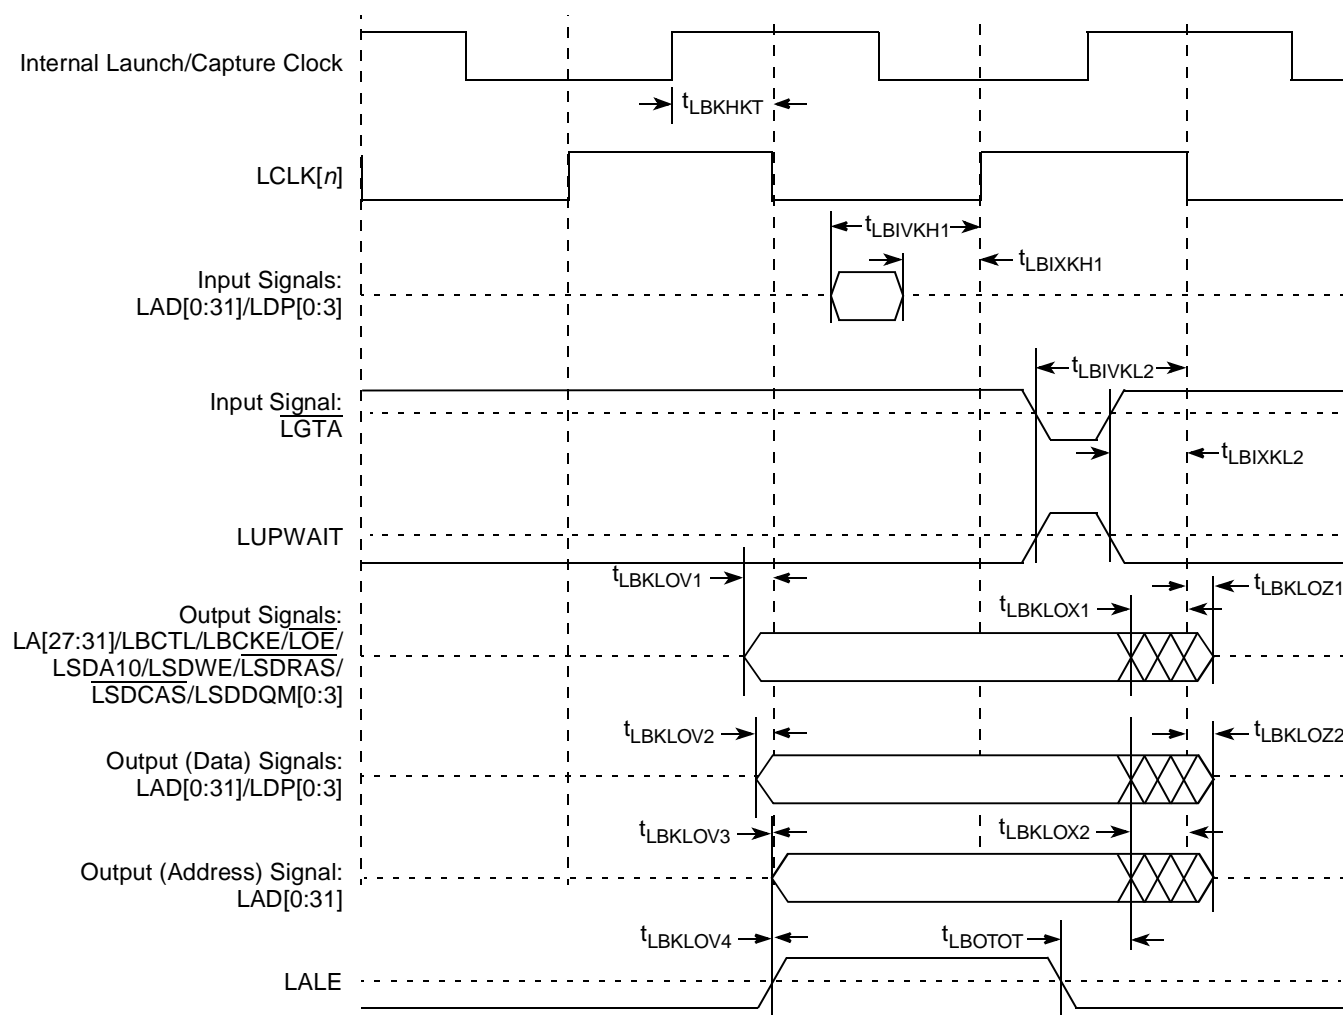 Internal Launch/Capture Clock
tLBKHKT
LCLK[n]
tLBIVKH1
tLBIXKH1
Input Signals:
LAD[0:31]/LDP[0:3]
tLBIVKL2
Input Signal:
LGTA
tLBIXKL2
LUPWAIT
tLBKLOV1
tLBKLOZ1
tLBKLOX1
Output Signals:
LA[27:31]/LBCTL/LBCKE/LOE/
LSDA10/LSDWE/LSDRAS/
LSDCAS/LSDDQM[0:3]
tLBKLOV2
tLBKLOZ2
Output (Data) Signals:
LAD[0:31]/LDP[0:3]
tLBKLOV3
tLBKLOX2
Output (Address) Signal:
LAD[0:31]
tLBKLOV4
tLBOTOT
LALE